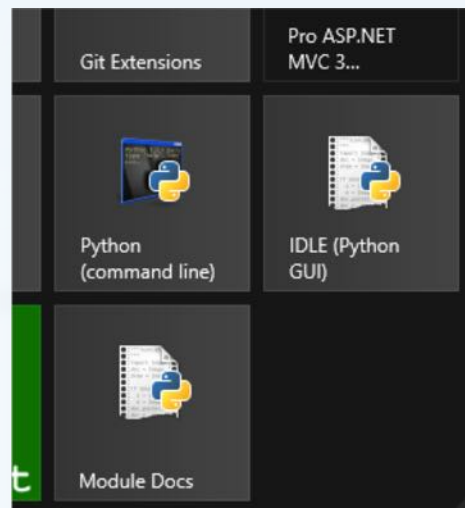 Git Extensions
Pro ASP.NET
MVC 3...
Python
(command line)
IDLE (Python
GUI)
t
Module Docs